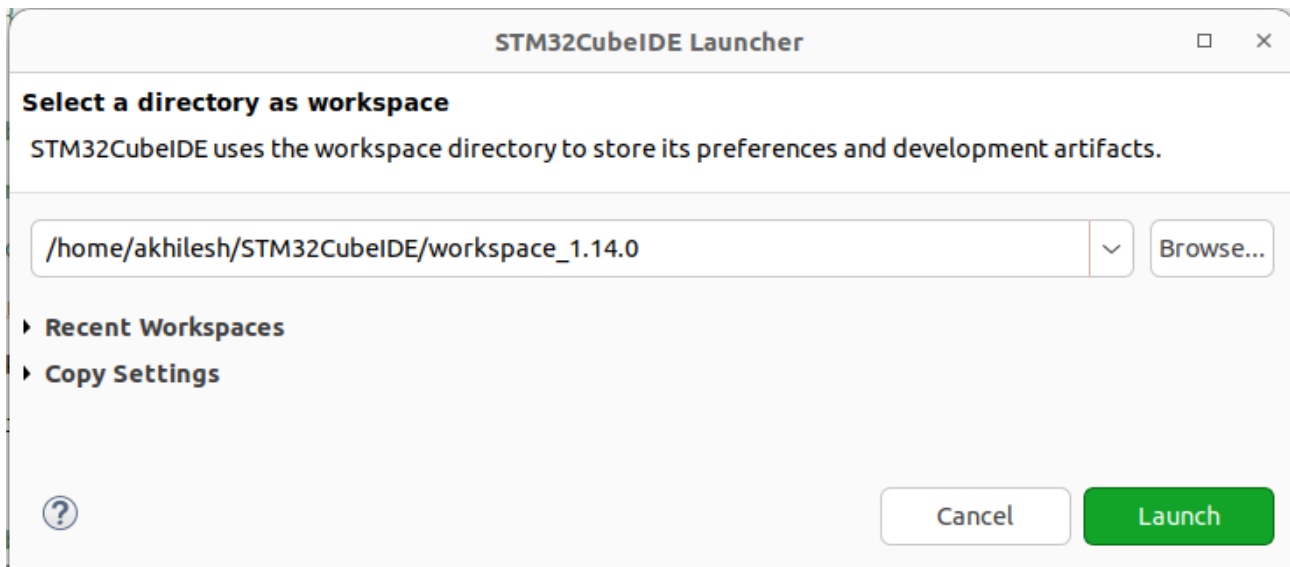 STM32CubeIDE Launcher
Select a directory as workspace
STM32CubeIDE uses the workspace directory to store its preferences and development artifacts.
/home/akhilesh/STM32CubeIDE/workspace_1.14.0
Browse...
Recent Workspaces
Copy Settings
?
Cancel
Launch